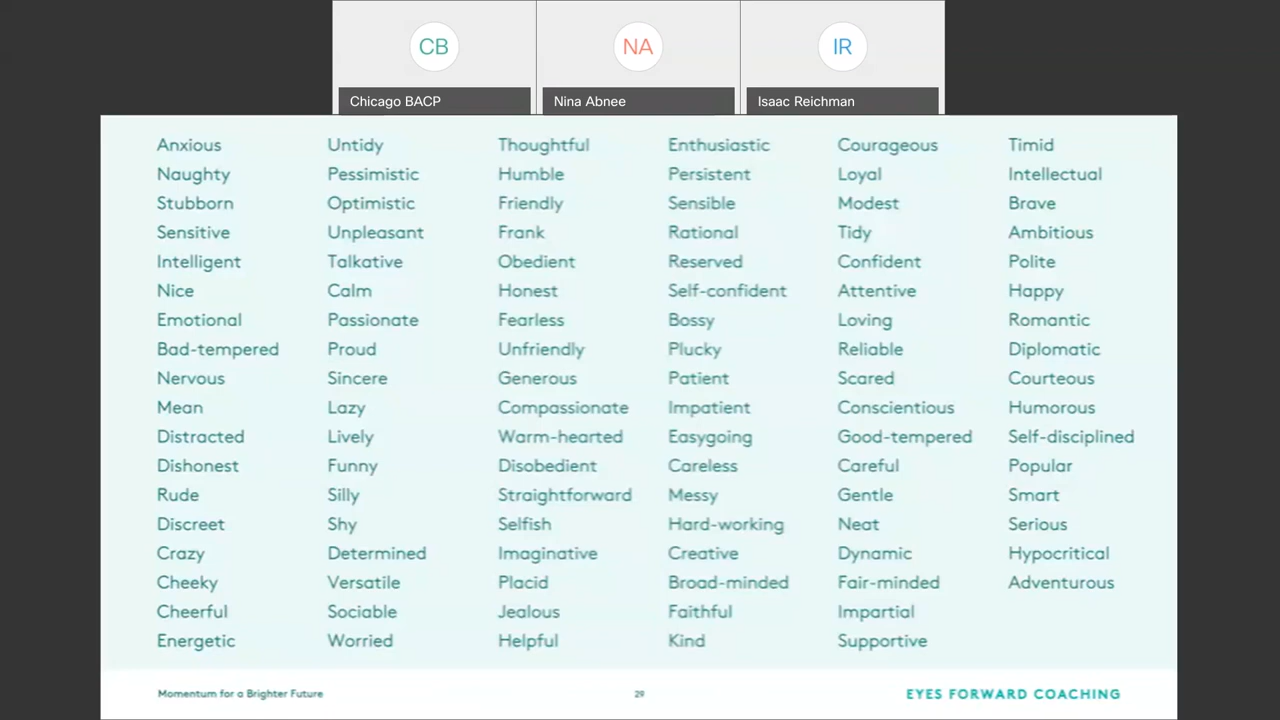 CB
NA
IR
Chicago BACP
Nina Abnee
Isaac Reichman
Anxious Untidy Thoughtful Enthusiastic Courageous Timid
Naughty Pessimistic Humble Persistent Loyal Intellectual
Stubborn Optimistic Friendly Sensible Modest Brave
Sensitive Unpleasant Frank Rational Tidy Ambitious
Intelligent Talkative Obedient Reserved Confident Polite
Nice Calm Honest Self-confident Attentive Happy
Emotional Passionate Fearless Bossy Loving Romantic
Bad-tempered Proud Unfriendly Plucky Reliable Diplomatic
Nervous Sincere Generous Patient Scared Courteous
Mean Lazy Compassionate Impatient Conscientious Humorous
Distracted Lively Warm-hearted Easygoing Good-tempered Self-disciplined
Dishonest Funny Disobedient Careless Careful Popular
Rude Silly Straightforward Messy Gentle Smart
Discreet Shy Selfish Hard-working Neat Serious
Crazy Determined Imaginative Creative Dynamic Hypocritical
Cheeky Versatile Placid Broad-minded Fair-minded Adventurous
Cheerful Sociable Jealous Faithful Impartial
Energetic Worried Helpful Kind Supportive
Momentum for a Brighter Future 29 EYES FORWARD COACHING